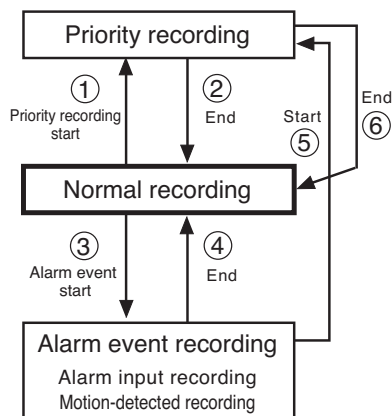 Priority recording
①
Priority recording
start
②
End
Start
⑤
End
⑥
Normal recording
③
Alarm event
start
④
End
Alarm event recording
Alarm input recording
Motion-detected recording